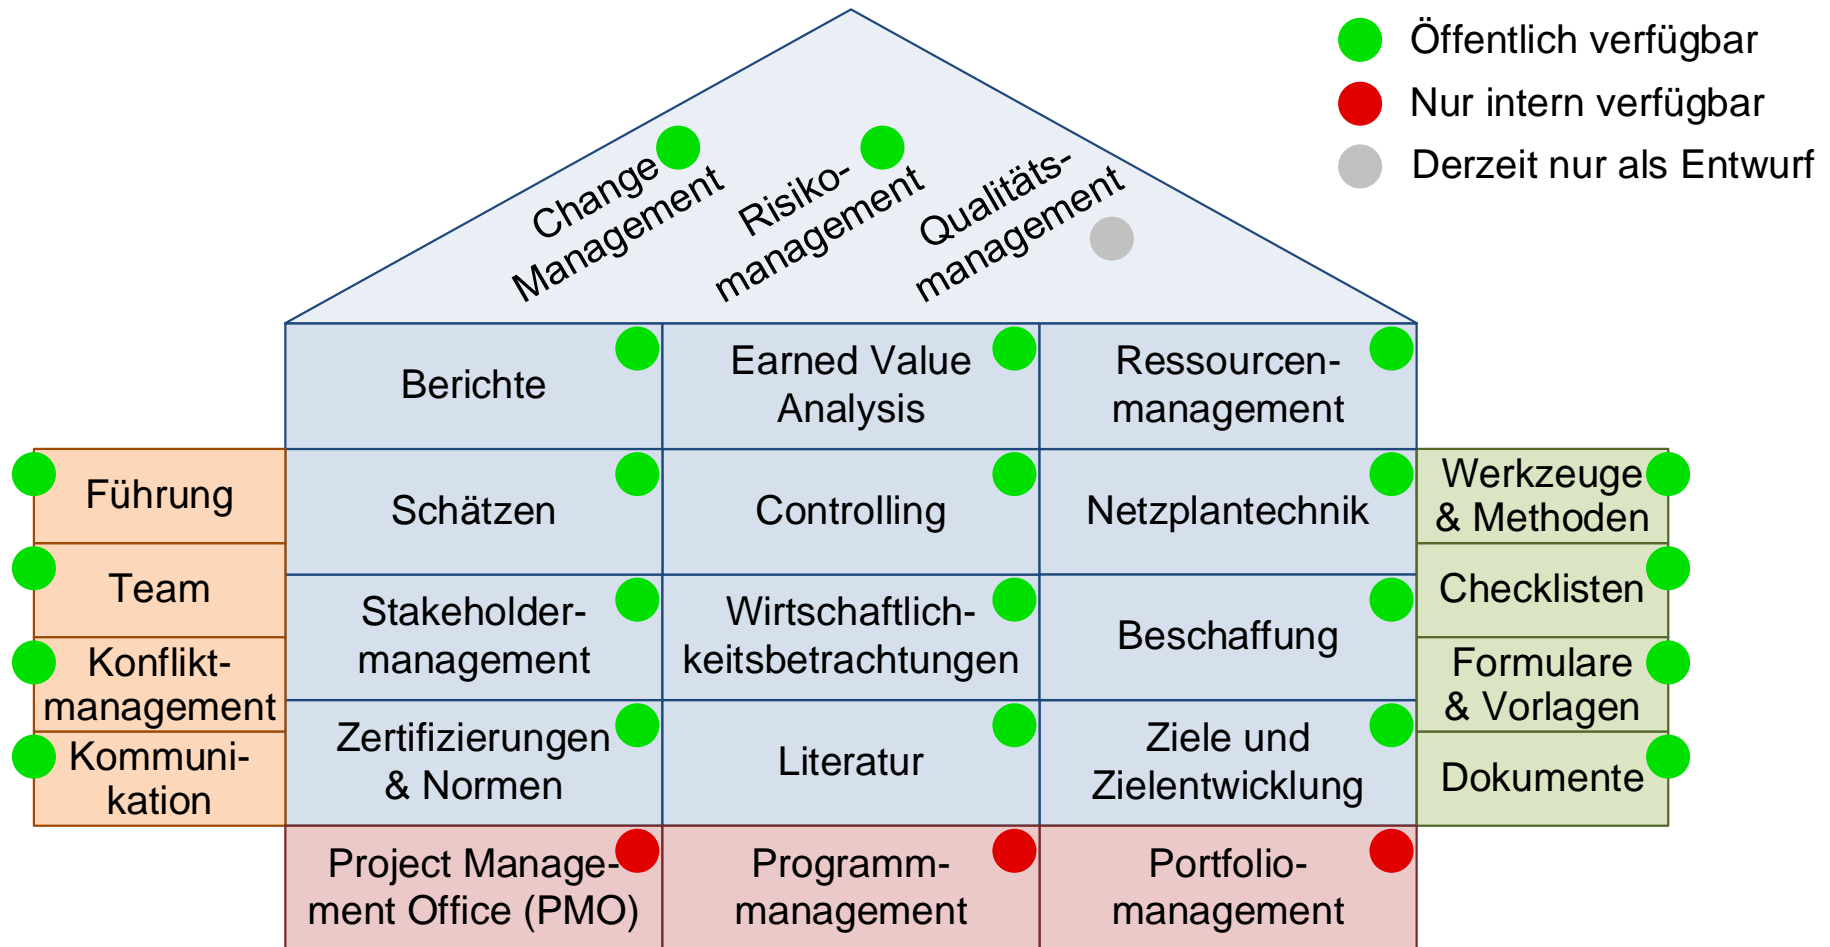 Öffentlich verfügbar
Nur intern verfügbar
Derzeit nur als Entwurf
Change
Management
Risiko-
management
Qualitäts-
management
Berichte
Earned Value
Analysis
Ressourcen-
management
Führung
Schätzen
Controlling
Netzplantechnik
Werkzeuge
& Methoden
Team
Stakeholder-
management
Wirtschaftlich-
keitsbetrachtungen
Beschaffung
Checklisten
Konflikt-
management
Formulare
& Vorlagen
Kommuni-
kation
Zertifizierungen
& Normen
Literatur
Ziele und
Zielentwicklung
Dokumente
Project Manage-
ment Office (PMO)
Programm-
management
Portfolio-
management